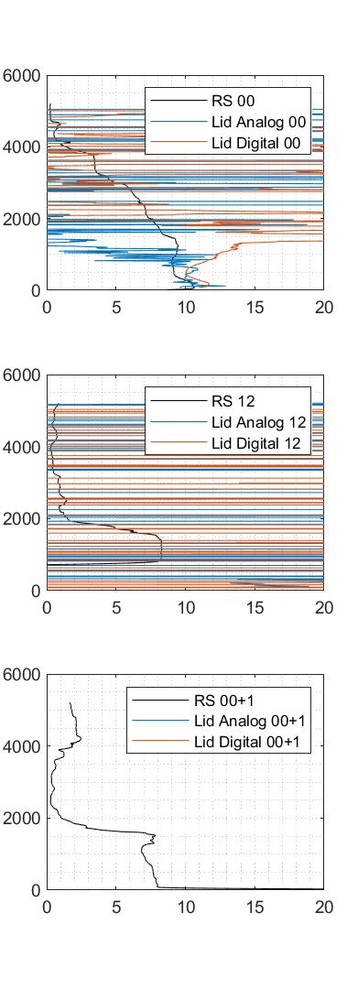 6000
RS 00
Lid Analog 00
Lid Digital 00
4000
2000
0
0 5 10 15 20
6000
RS 12
Lid Analog 12
Lid Digital 12
4000
2000
0
0 5 10 15 20
6000
RS 00+1
Lid Analog 00+1
Lid Digital 00+1
4000
2000
0
0 5 10 15 20